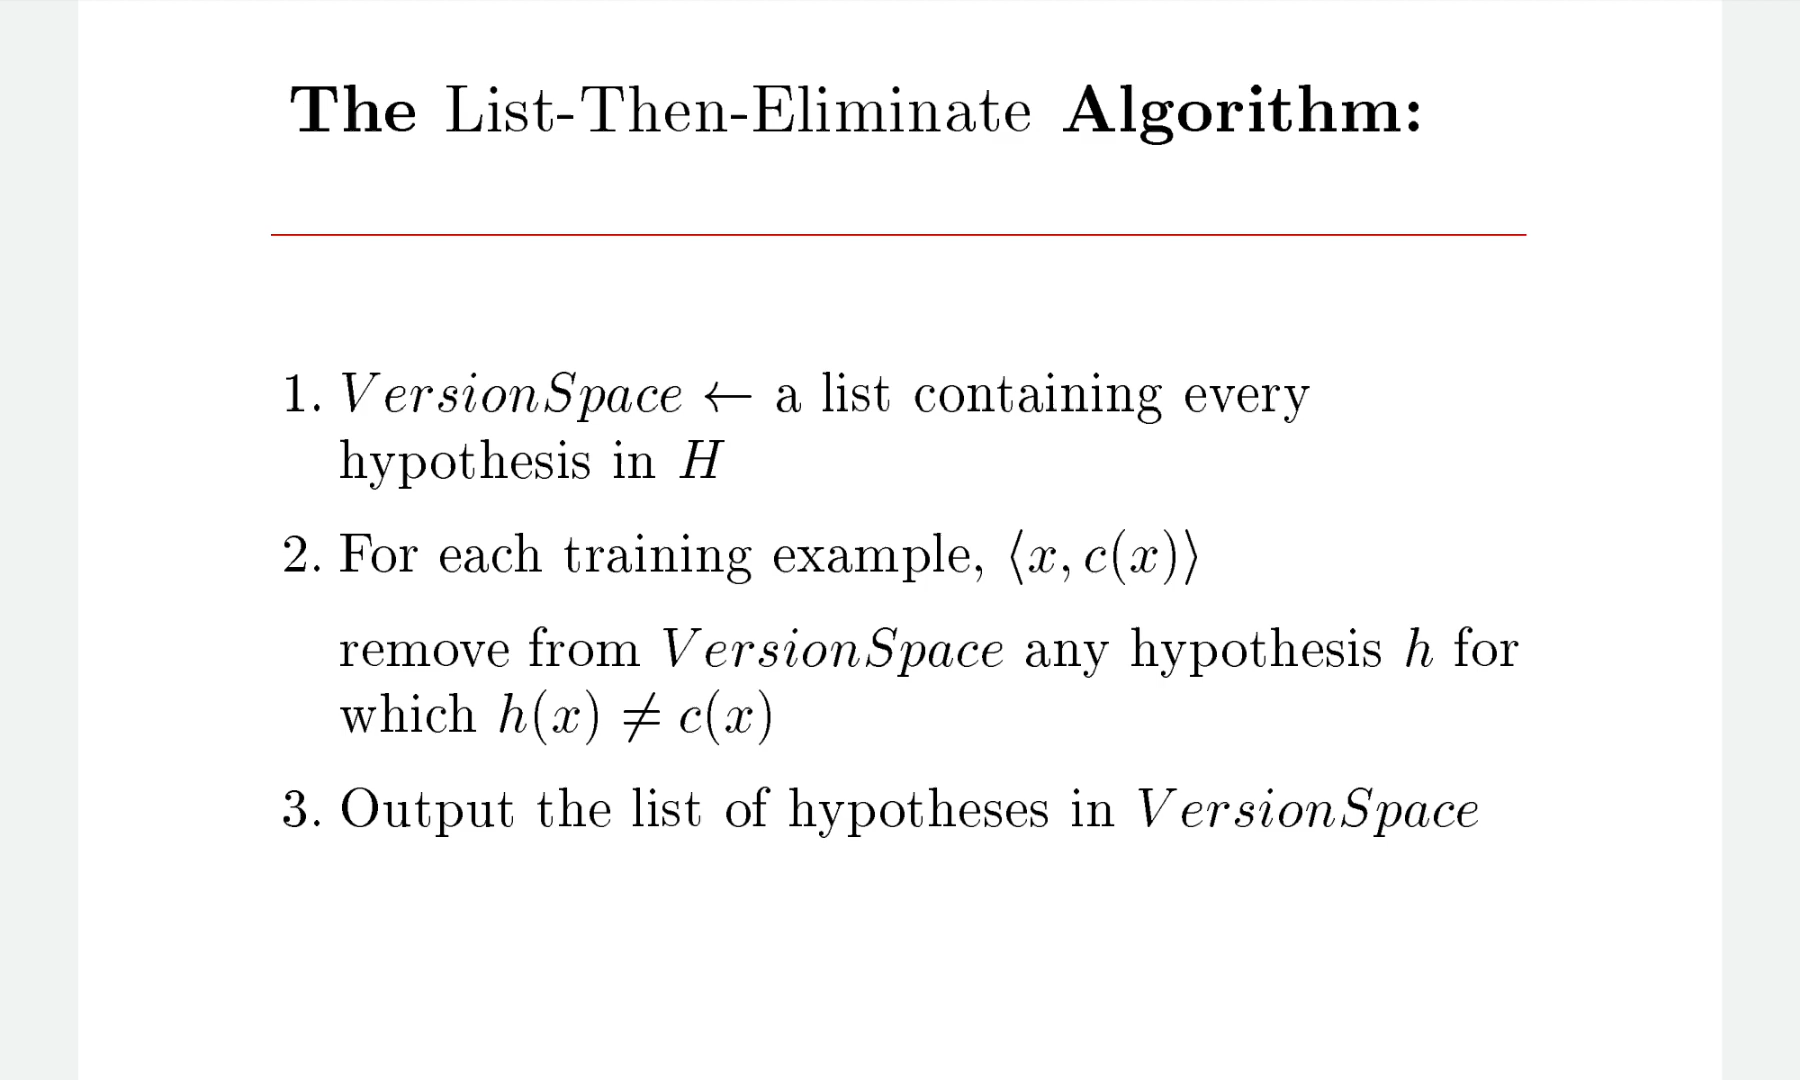 The List-Then-Eliminate Algorithm:
1. VersionSpace ← a list containing every
hypothesis in H
2. For each training example, ⟨x, c(x)⟩
remove from VersionSpace any hypothesis h for
which h(x) ≠ c(x)
3. Output the list of hypotheses in VersionSpace